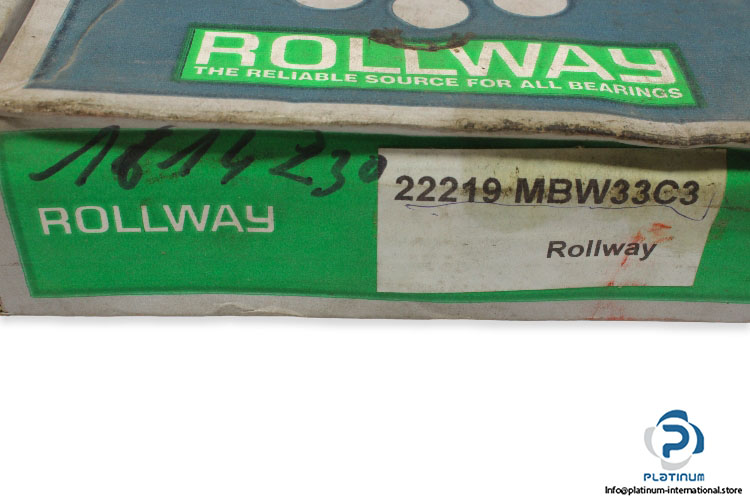 ROLLWAY
THE RELIABLE SOURCE FOR ALL BEARINGS
1614230
22219 MBW33C3
ROLLWAY
Rollway
PLATINUM
Info@platinum-international.store